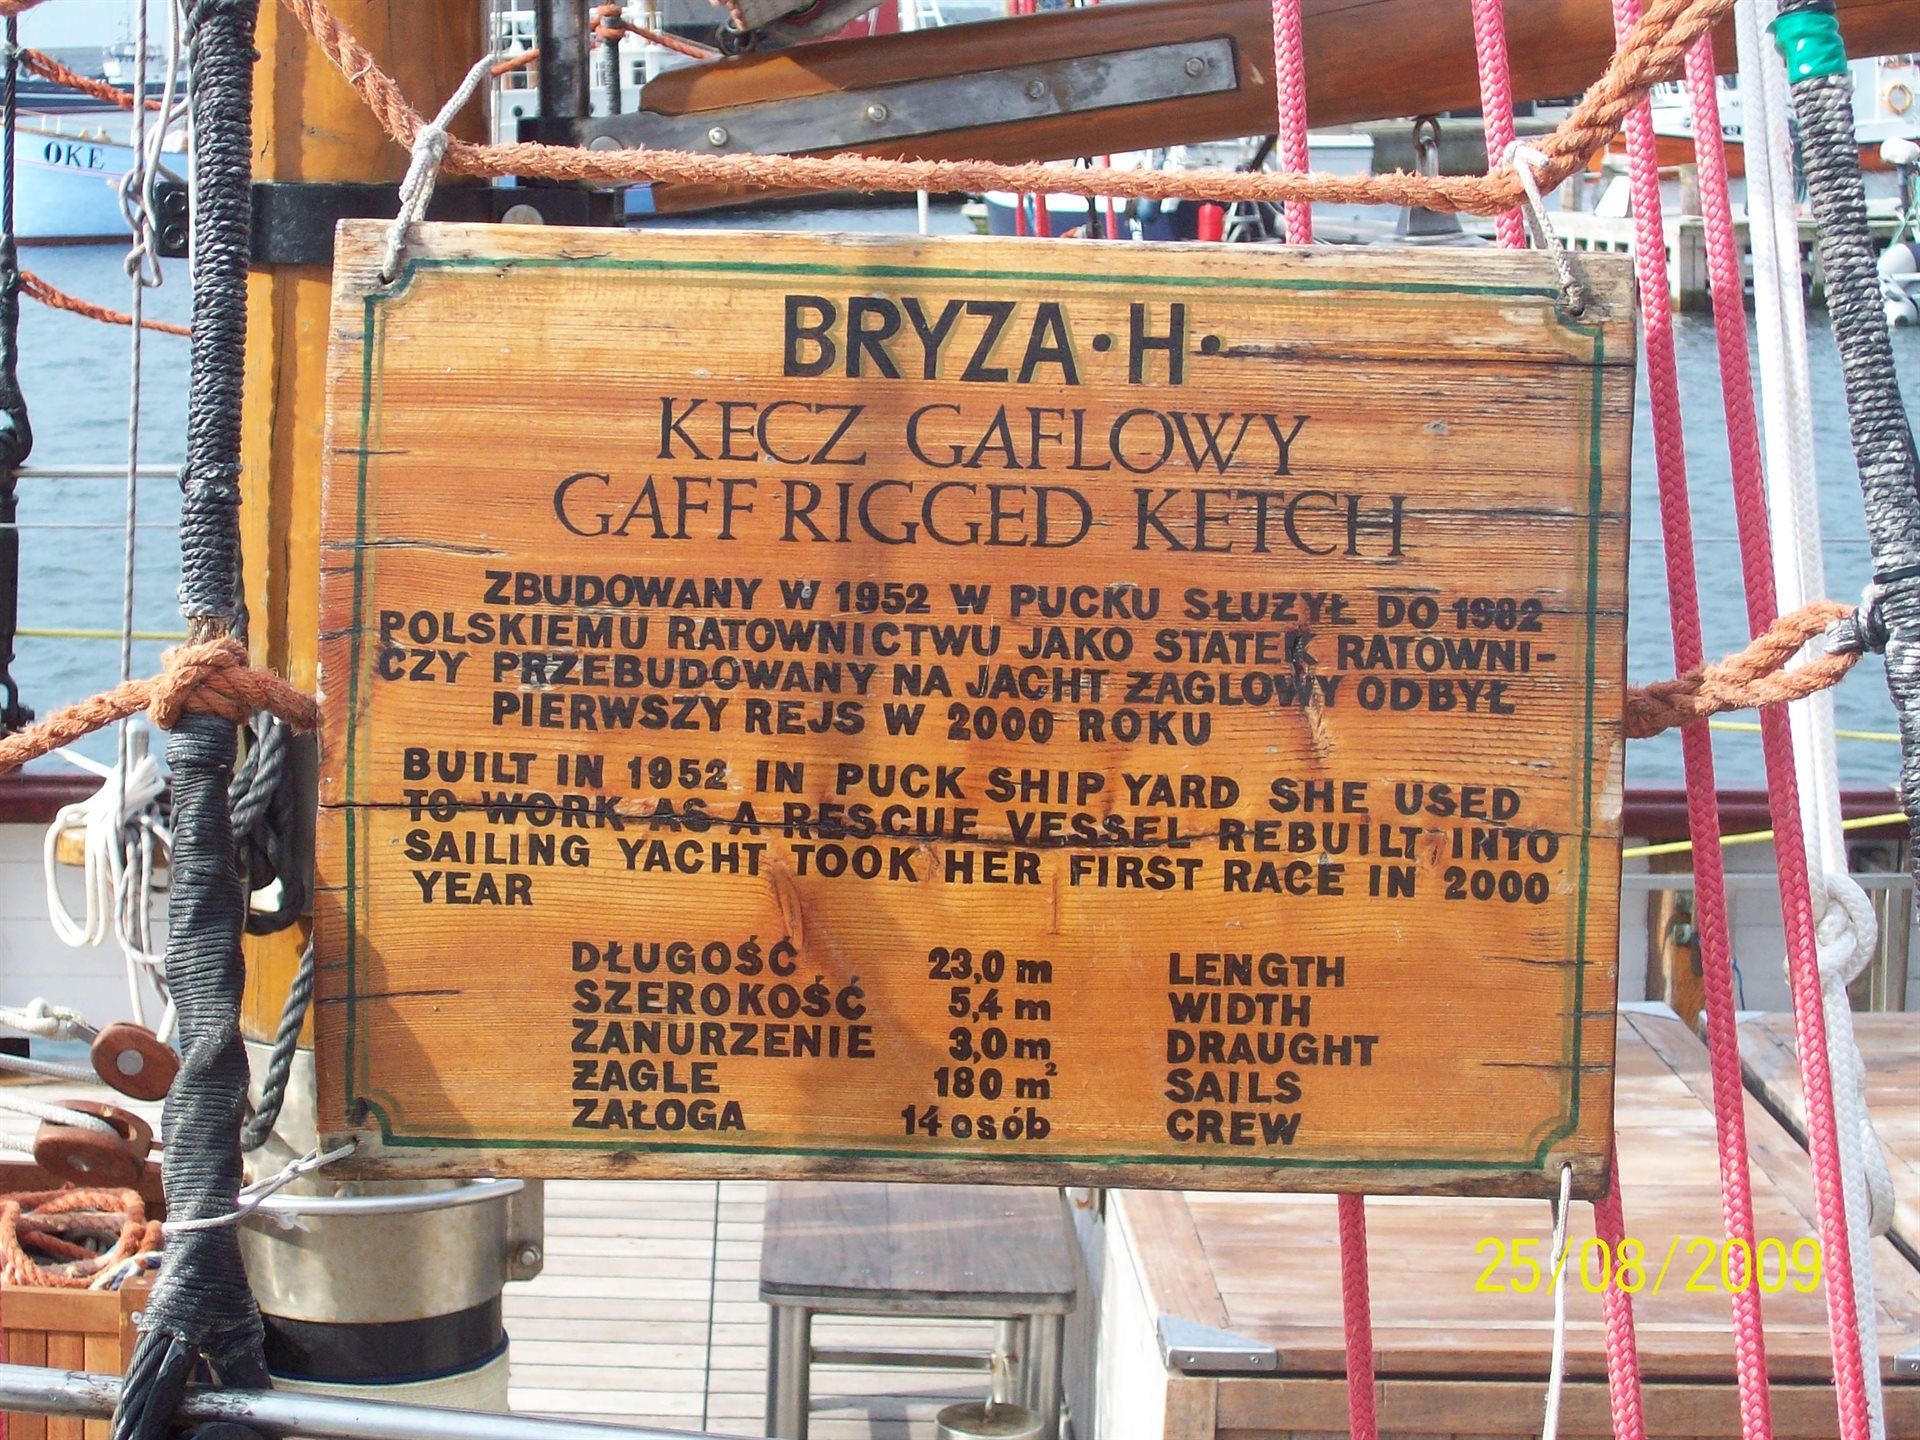 OKE
BRYZA·H·
KECZ GAFLOWY
GAFF RIGGED KETCH
ZBUDOWANY W 1952 W PUCKU SŁUZYŁ DO 1982
POLSKIEMU RATOWNICTWU JAKO STATEK RATOWNI-
CZY PRZEBUDOWANY NA JACHT ŻAGLOWY ODBYŁ
PIERWSZY REJS W 2000 ROKU
BUILT IN 1952 IN PUCK SHIP YARD SHE USED
TO WORK AS A RESCUE VESSEL REBUILT INTO
SAILING YACHT TOOK HER FIRST RACE IN 2000
YEAR
DŁUGOŚĆ 23,0 m LENGTH
SZEROKOŚĆ 5,4 m WIDTH
ZANURZENIE 3,0 m DRAUGHT
ŻAGLE 180 m² SAILS
ZAŁOGA 14 osób CREW
25/08/2009